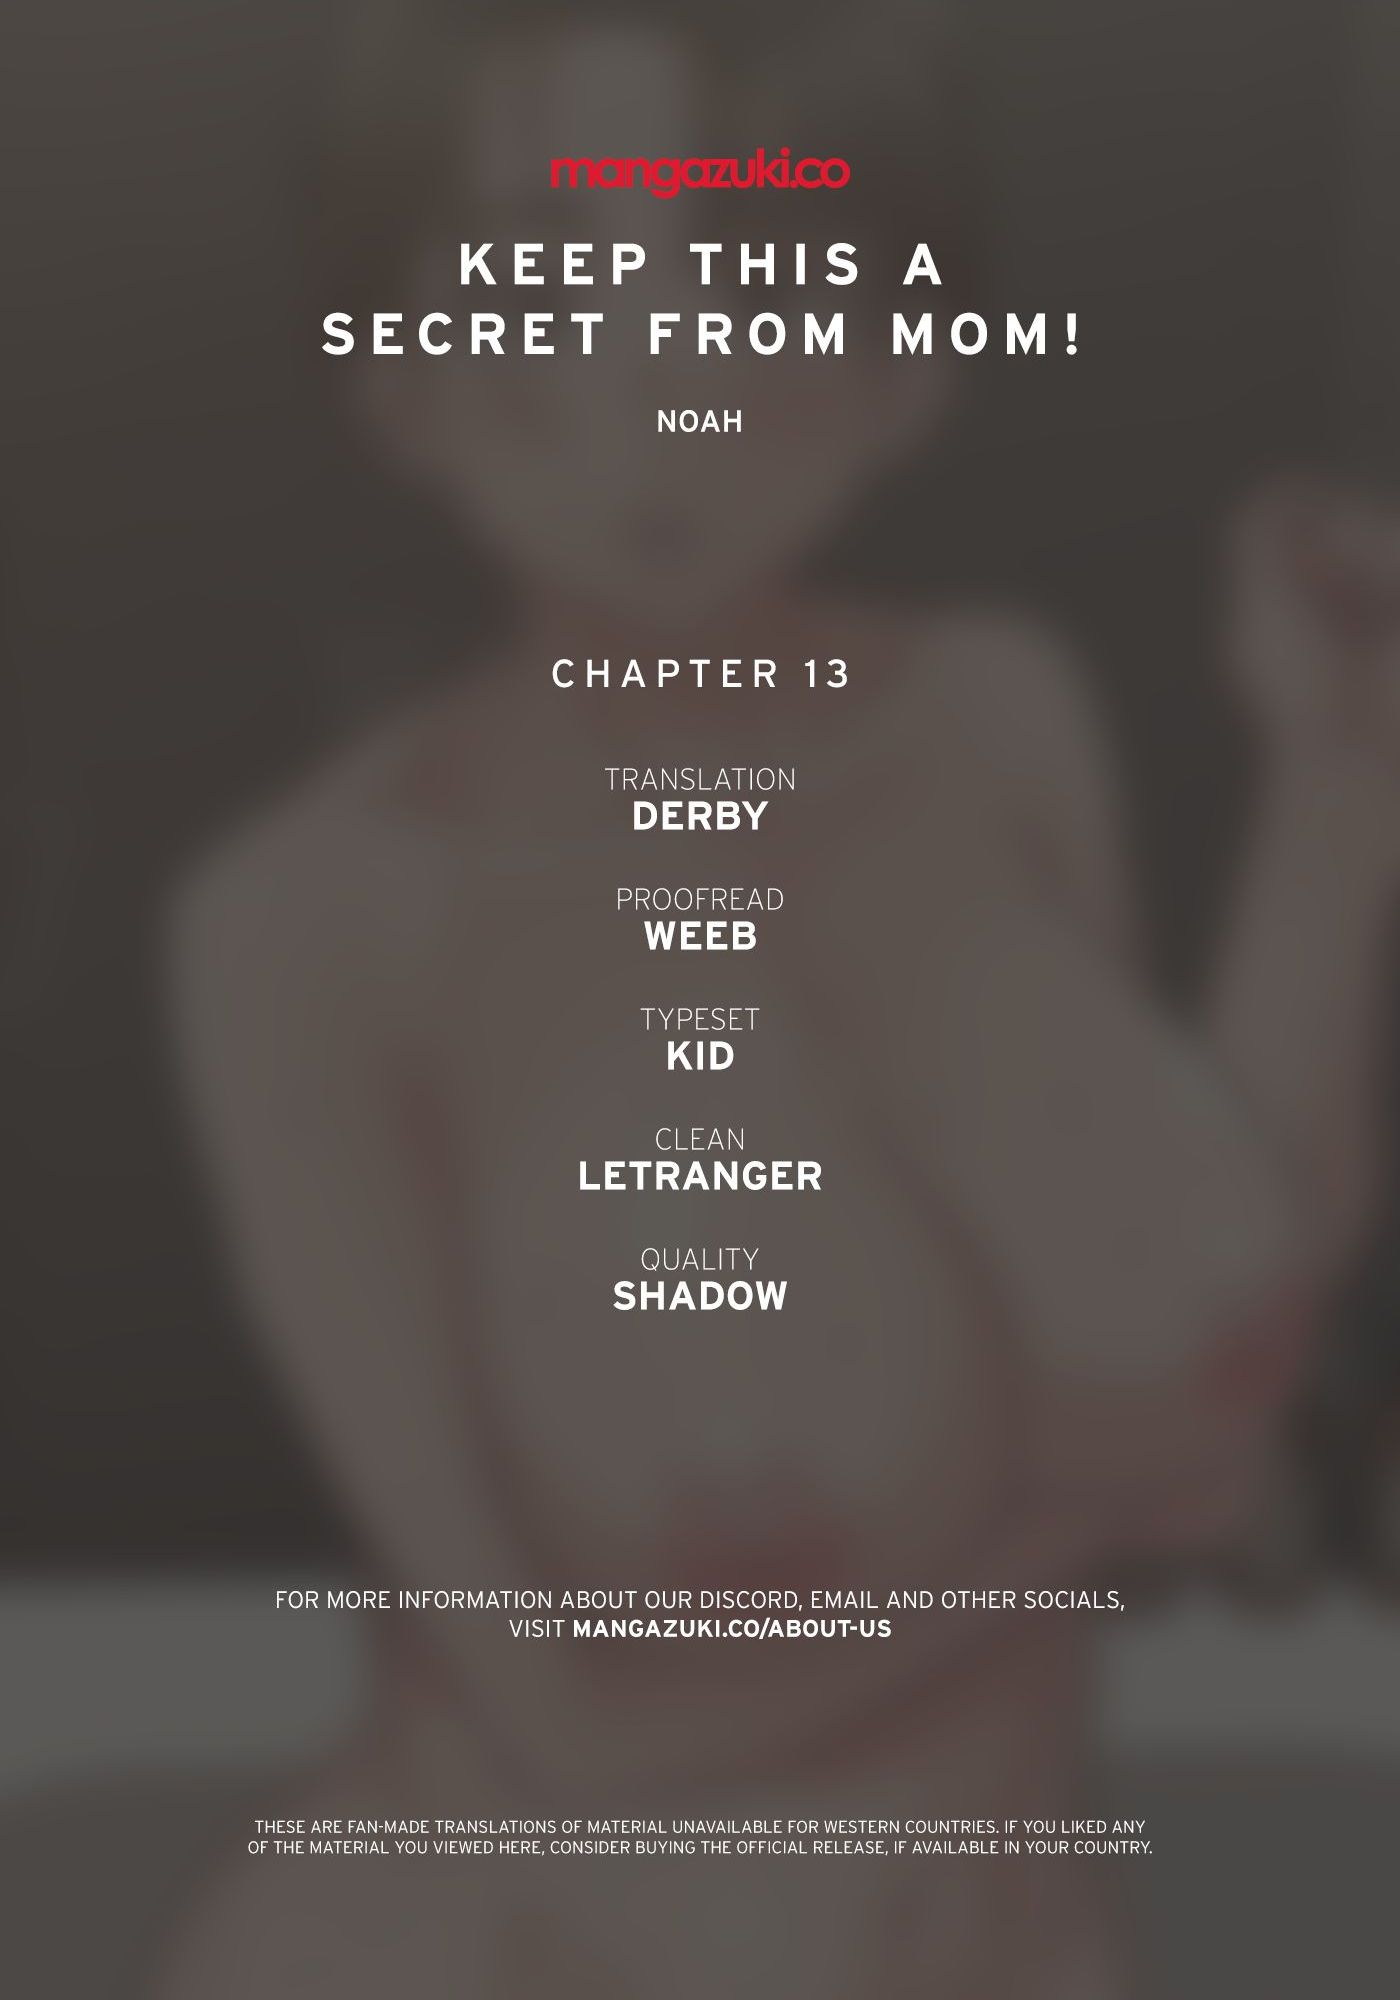 mangazuki.co
KEEP THIS A
SECRET FROM MOM!
NOAH
CHAPTER 13
TRANSLATION
DERBY
PROOFREAD
WEEB
TYPESET
KID
CLEAN
LETRANGER
QUALITY
SHADOW
FOR MORE INFORMATION ABOUT OUR DISCORD, EMAIL AND OTHER SOCIALS,
VISIT MANGAZUKI.CO/ABOUT-US
THESE ARE FAN-MADE TRANSLATIONS OF MATERIAL UNAVAILABLE FOR WESTERN COUNTRIES. IF YOU LIKED ANY
OF THE MATERIAL YOU VIEWED HERE, CONSIDER BUYING THE OFFICIAL RELEASE, IF AVAILABLE IN YOUR COUNTRY.